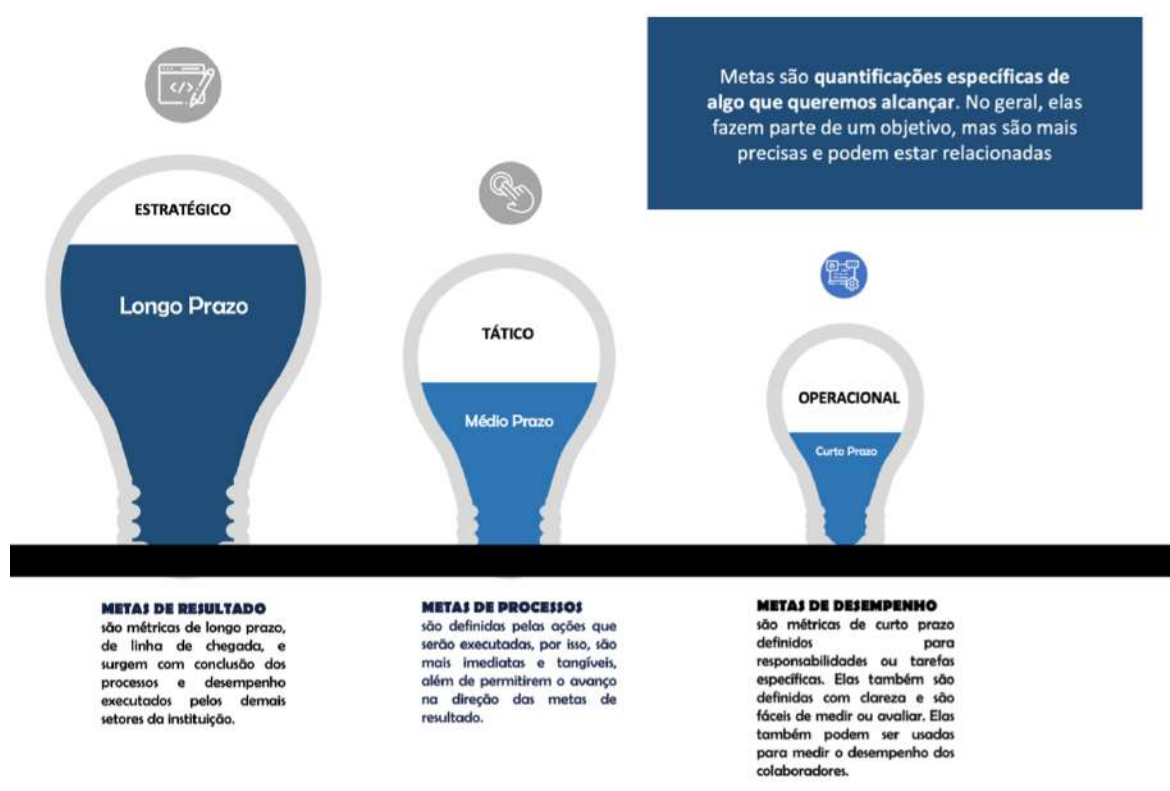 Metas são quantificações específicas de
algo que queremos alcançar. No geral, elas
fazem parte de um objetivo, mas são mais
precisas e podem estar relacionadas
</>
ESTRATÉGICO
Longo Prazo
TÁTICO
Médio Prazo
OPERACIONAL
Curto Prazo
METAS DE RESULTADO
são métricas de longo prazo,
de linha de chegada, e
surgem com conclusão dos
processos e desempenho
executados pelos demais
setores da instituição.
METAS DE PROCESSOS
são definidas pelas ações que
serão executadas, por isso, são
mais imediatas e tangíveis,
além de permitirem o avanço
na direção das metas de
resultado.
METAS DE DESEMPENHO
são métricas de curto prazo
definidos para
responsabilidades ou tarefas
específicas. Elas também são
definidas com clareza e são
fáceis de medir ou avaliar. Elas
também podem ser usadas
para medir o desempenho dos
colaboradores.